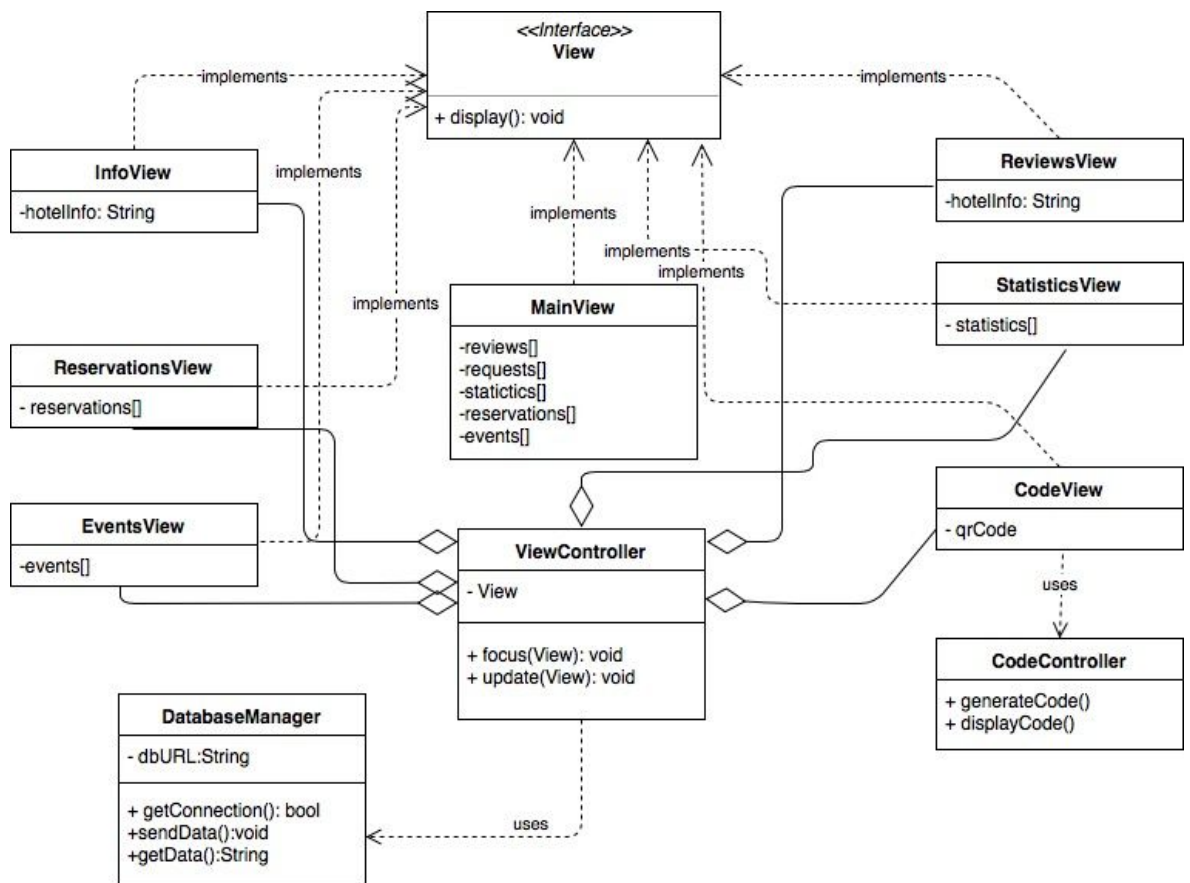 <<Interface>>
View
+ display(): void
implements
implements
implements
implements
implements
implements
implements
InfoView
-hotelInfo: String
ReviewsView
-hotelInfo: String
StatisticsView
- statistics[]
MainView
-reviews[]
-requests[]
-statictics[]
-reservations[]
-events[]
ReservationsView
- reservations[]
CodeView
- qrCode
EventsView
-events[]
ViewController
- View
+ focus(View): void
+ update(View): void
uses
CodeController
+ generateCode()
+ displayCode()
DatabaseManager
- dbURL:String
+ getConnection(): bool
+sendData():void
+getData():String
uses